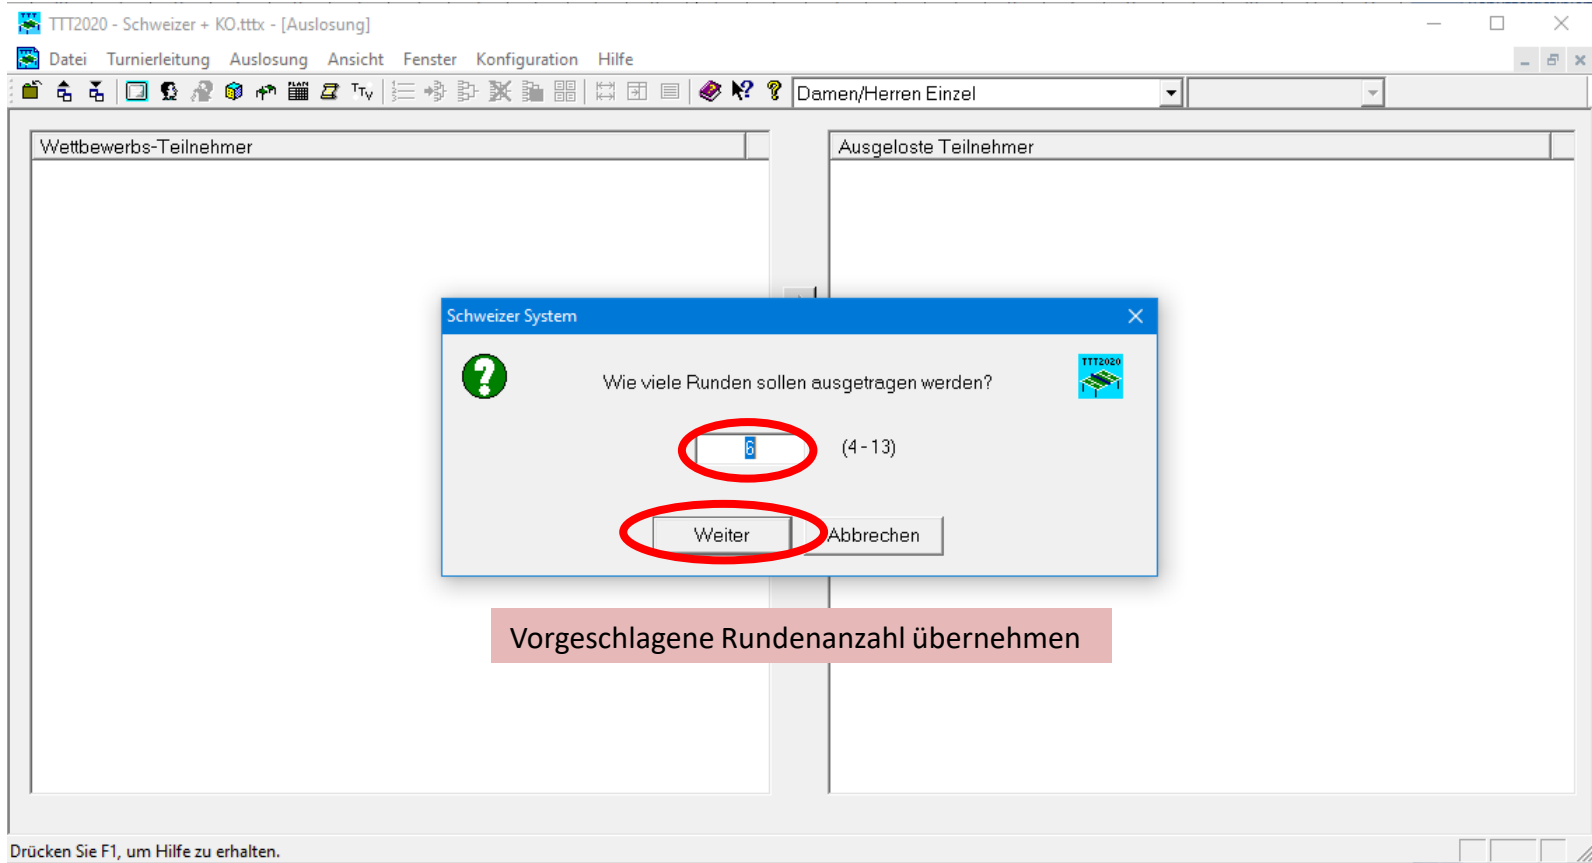 TTT2020 - Schweizer + KO.tttx - [Auslosung]
Datei Turnierleitung Auslosung Ansicht Fenster Konfiguration Hilfe
Damen/Herren Einzel
Wettbewerbs-Teilnehmer
Ausgeloste Teilnehmer
Schweizer System
TTT2020
Wie viele Runden sollen ausgetragen werden?
6 (4 - 13)
Weiter Abbrechen
Vorgeschlagene Rundenanzahl übernehmen
Drücken Sie F1, um Hilfe zu erhalten.